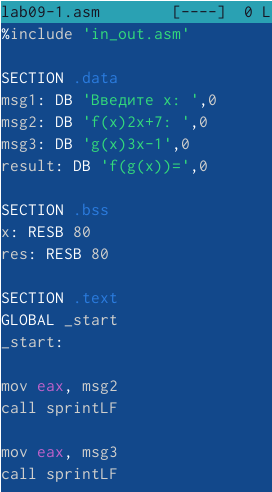 lab09-1.asm [----] 0 L
%include 'in_out.asm'
SECTION .data
msg1: DB 'Введите x: ',0
msg2: DB 'f(x)2x+7: ',0
msg3: DB 'g(x)3x-1',0
result: DB 'f(g(x))=',0
SECTION .bss
x: RESB 80
res: RESB 80
SECTION .text
GLOBAL _start
_start:
mov eax, msg2
call sprintLF
mov eax, msg3
call sprintLF